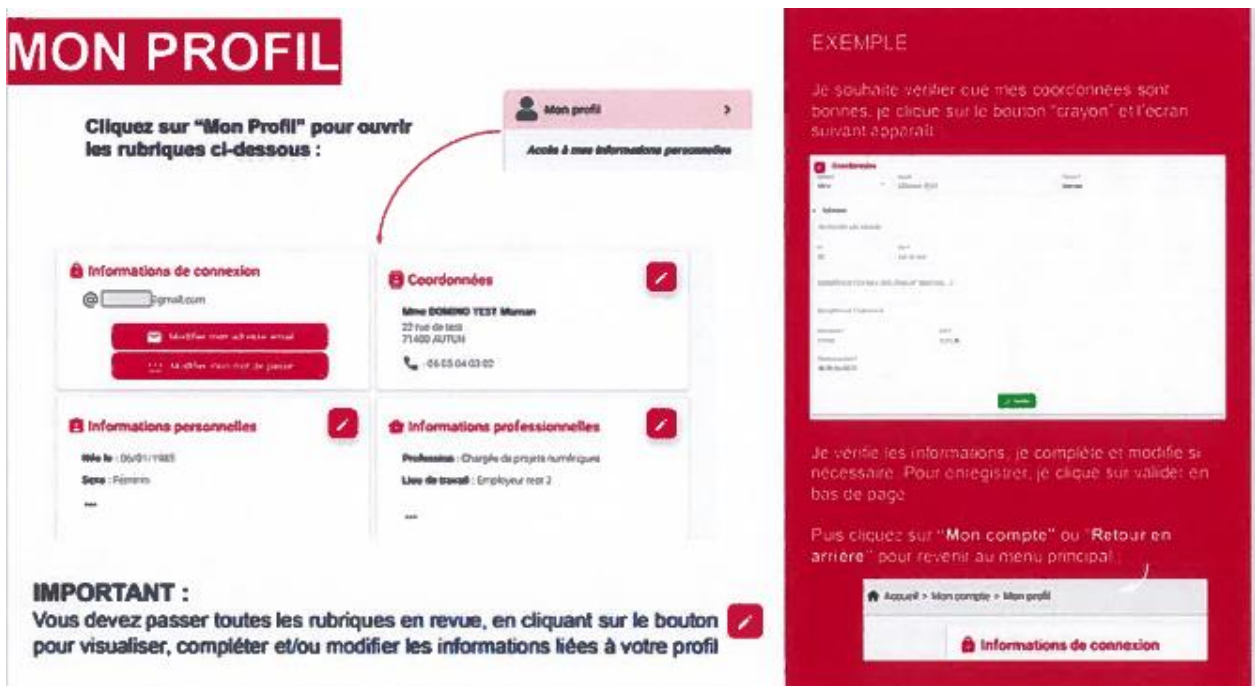 MON PROFIL
Cliquez sur "Mon Profil" pour ouvrir
les rubriques ci-dessous :
Mon profil
Accès à mes informations personnelles
Informations de connexion
@gmail.com
Modifier mon adresse email
Modifier mon mot de passe
Coordonnées
Mme DOMINO TEST Maman
22 rue de test
71400 AUTUN
Informations personnelles
Née le : 06/01/1985
Sexe : Féminin
...
Informations professionnelles
Profession : Chargée de projets numériques
Lieu de travail : Employeur test 2
...
IMPORTANT :
Vous devez passer toutes les rubriques en revue, en cliquant sur le bouton
pour visualiser, compléter et/ou modifier les informations liées à votre profil
EXEMPLE
Je souhaite vérifier que mes coordonnées sont
bonnes, je clique sur le bouton "crayon" et l'écran
suivant apparaît
Coordonnées
Adresse
Je vérifie les informations, je complète et modifie si
nécessaire. Pour enregistrer, je clique sur valider en
bas de page
Puis cliquez sur "Mon compte" ou "Retour en
arrière" pour revenir au menu principal
Accueil > Mon compte > Mon profil
Informations de connexion